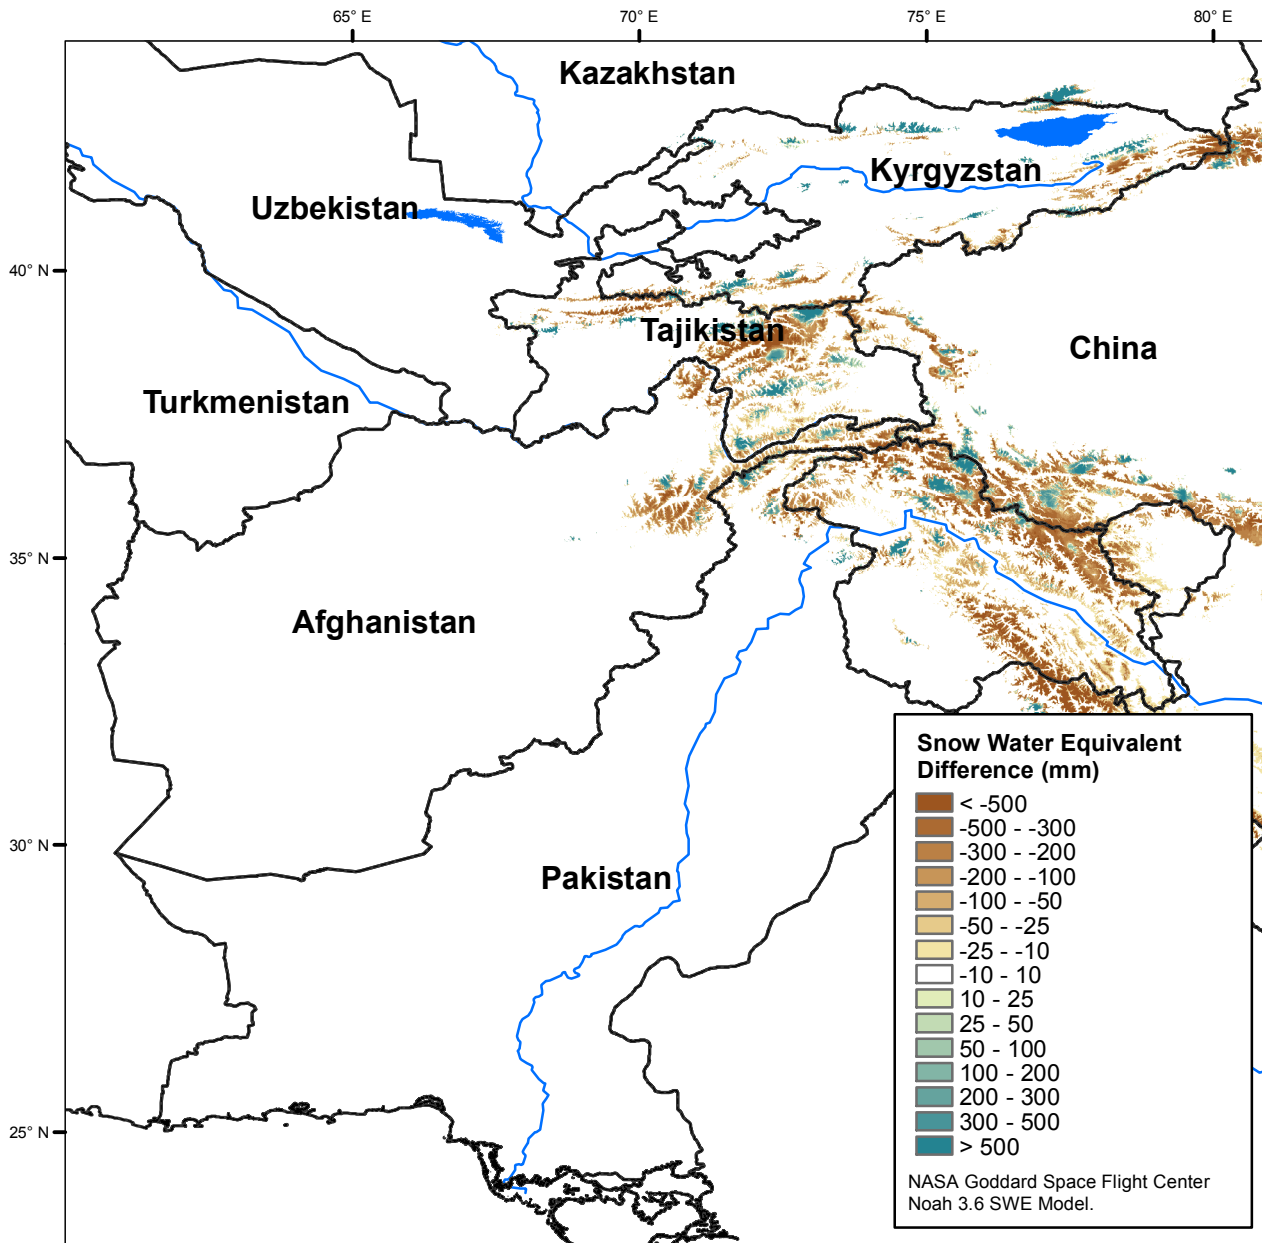 65° E
70° E
75° E
80° E
Kazakhstan
Kyrgyzstan
Uzbekistan
40° N
Tajikistan
China
Turkmenistan
35° N
Afghanistan
30° N
Pakistan
25° N
Snow Water Equivalent
Difference (mm)
< -500
-500 - -300
-300 - -200
-200 - -100
-100 - -50
-50 - -25
-25 - -10
-10 - 10
10 - 25
25 - 50
50 - 100
100 - 200
200 - 300
300 - 500
> 500
NASA Goddard Space Flight Center
Noah 3.6 SWE Model.